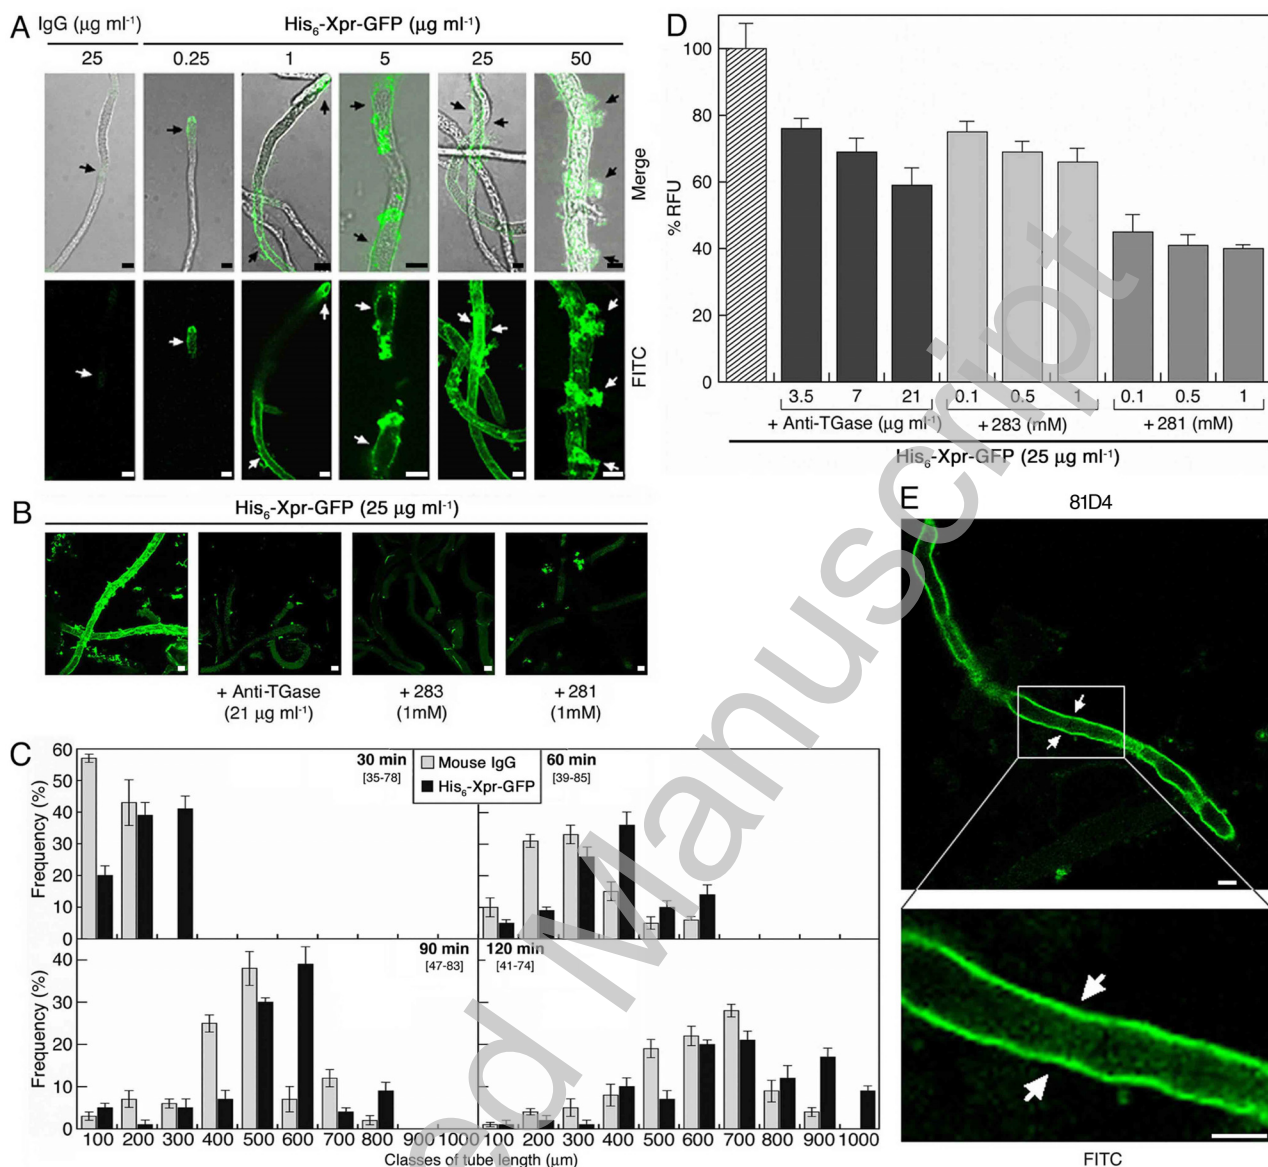 A
IgG (µg ml-1)
His6-Xpr-GFP (µg ml-1)
25 0.25 1 5 25 50
Merge
FITC
B
His6-Xpr-GFP (25 µg ml-1)
+ Anti-TGase
(21 µg ml-1)
+ 283
(1mM)
+ 281
(1mM)
C
Frequency (%)
60
50
40
30
20
10
0
30 min
[35-78]
Mouse IgG
His6-Xpr-GFP
60 min
[39-85]
Frequency (%)
40
30
20
10
0
90 min
[47-83]
120 min
[41-74]
100 200 300 400 500 600 700 800 900 1000 100 200 300 400 500 600 700 800 900 1000
Classes of tube length (µm)
D
% RFU
100
80
60
40
20
0
3.5 7 21 0.1 0.5 1 0.1 0.5 1
+ Anti-TGase (µg ml-1) + 283 (mM) + 281 (mM)
His6-Xpr-GFP (25 µg ml-1)
E
81D4
FITC
ed Manuscript